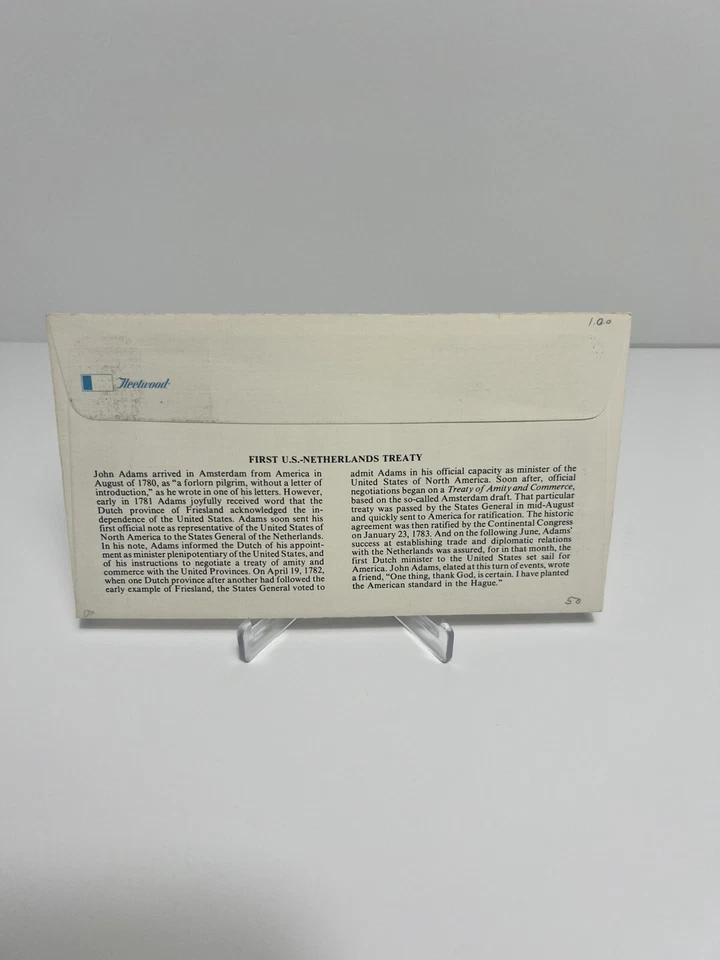 1.00
Fleetwood
FIRST U.S.-NETHERLANDS TREATY
John Adams arrived in Amsterdam from America in
August of 1780, as “a forlorn pilgrim, without a letter of
introduction,” as he wrote in one of his letters. However,
early in 1781 Adams joyfully received word that the
Dutch province of Friesland acknowledged the in-
dependence of the United States. Adams soon sent his
first official note as representative of the United States of
North America to the States General of the Netherlands.
In his note, Adams informed the Dutch of his appoint-
ment as minister plenipotentiary of the United States, and
of his instructions to negotiate a treaty of amity and
commerce with the United Provinces. On April 19, 1782,
when one Dutch province after another had followed the
early example of Friesland, the States General voted to
admit Adams in his official capacity as minister of the
United States of North America. Soon after, official
negotiations began on a Treaty of Amity and Commerce,
based on the so-called Amsterdam draft. That particular
treaty was passed by the States General in mid-August
and quickly sent to America for ratification. The historic
agreement was then ratified by the Continental Congress
on January 23, 1783. And on the following June, Adams’
success at establishing trade and diplomatic relations
with the Netherlands was assured, for in that month, the
first Dutch minister to the United States set sail for
America. John Adams, elated at this turn of events, wrote
a friend, “One thing, thank God, is certain. I have planted
the American standard in the Hague.”
50